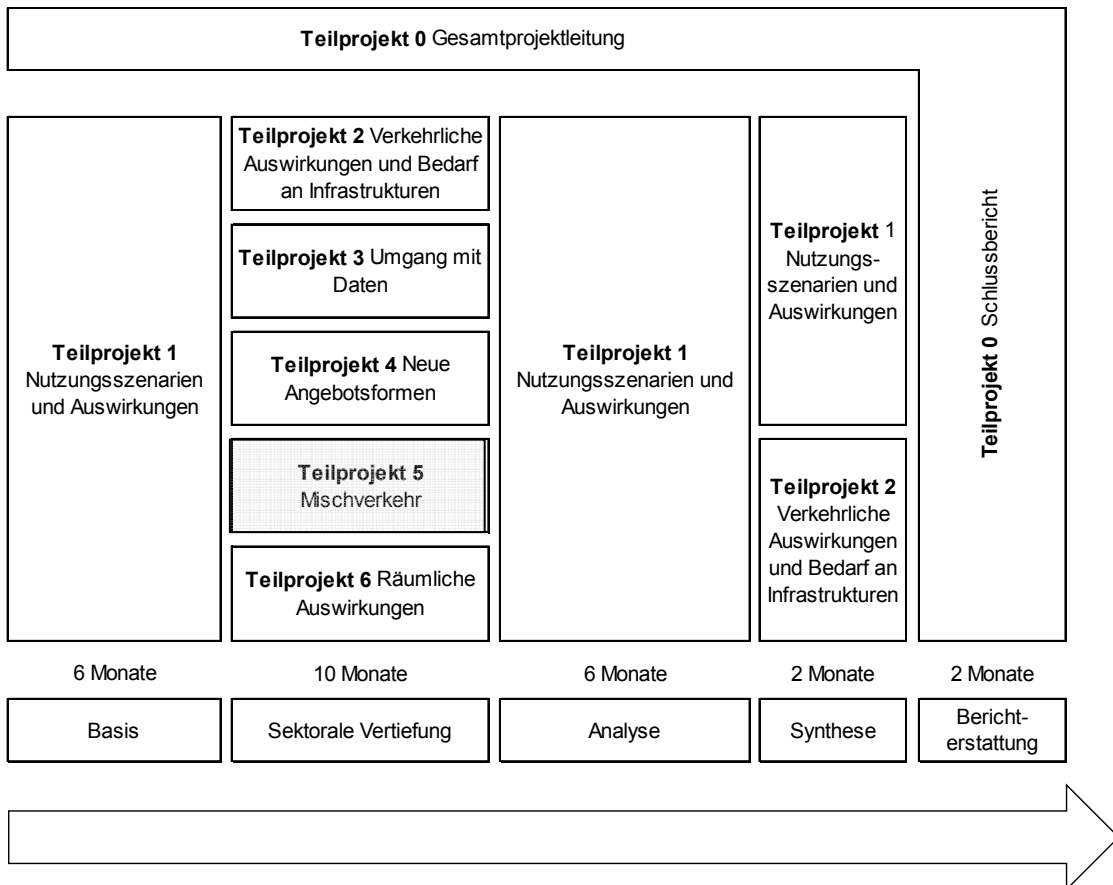 Teilprojekt 0 Gesamtprojektleitung
Teilprojekt 1
Nutzungsszenarien
und Auswirkungen
Teilprojekt 2 Verkehrliche
Auswirkungen und Bedarf
an Infrastrukturen
Teilprojekt 3 Umgang mit
Daten
Teilprojekt 4 Neue
Angebotsformen
Teilprojekt 5
Mischverkehr
Teilprojekt 6 Räumliche
Auswirkungen
Teilprojekt 1
Nutzungsszenarien und
Auswirkungen
Teilprojekt 1
Nutzungs-
szenarien und
Auswirkungen
Teilprojekt 2
Verkehrliche
Auswirkungen
und Bedarf an
Infrastrukturen
Teilprojekt 0 Schlussbericht
6 Monate
10 Monate
6 Monate
2 Monate
2 Monate
Basis
Sektorale Vertiefung
Analyse
Synthese
Bericht-
erstattung